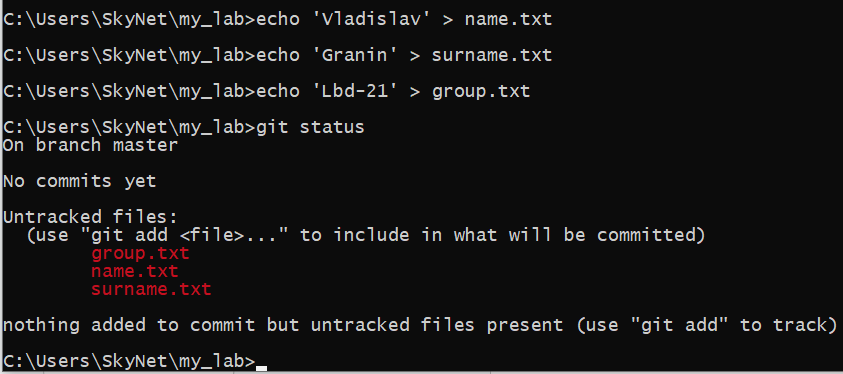 C:\Users\SkyNet\my_lab>echo 'Vladislav' > name.txt
C:\Users\SkyNet\my_lab>echo 'Granin' > surname.txt
C:\Users\SkyNet\my_lab>echo 'Lbd-21' > group.txt
C:\Users\SkyNet\my_lab>git status
On branch master
No commits yet
Untracked files:
  (use "git add <file>..." to include in what will be committed)
        group.txt
        name.txt
        surname.txt
nothing added to commit but untracked files present (use "git add" to track)
C:\Users\SkyNet\my_lab>